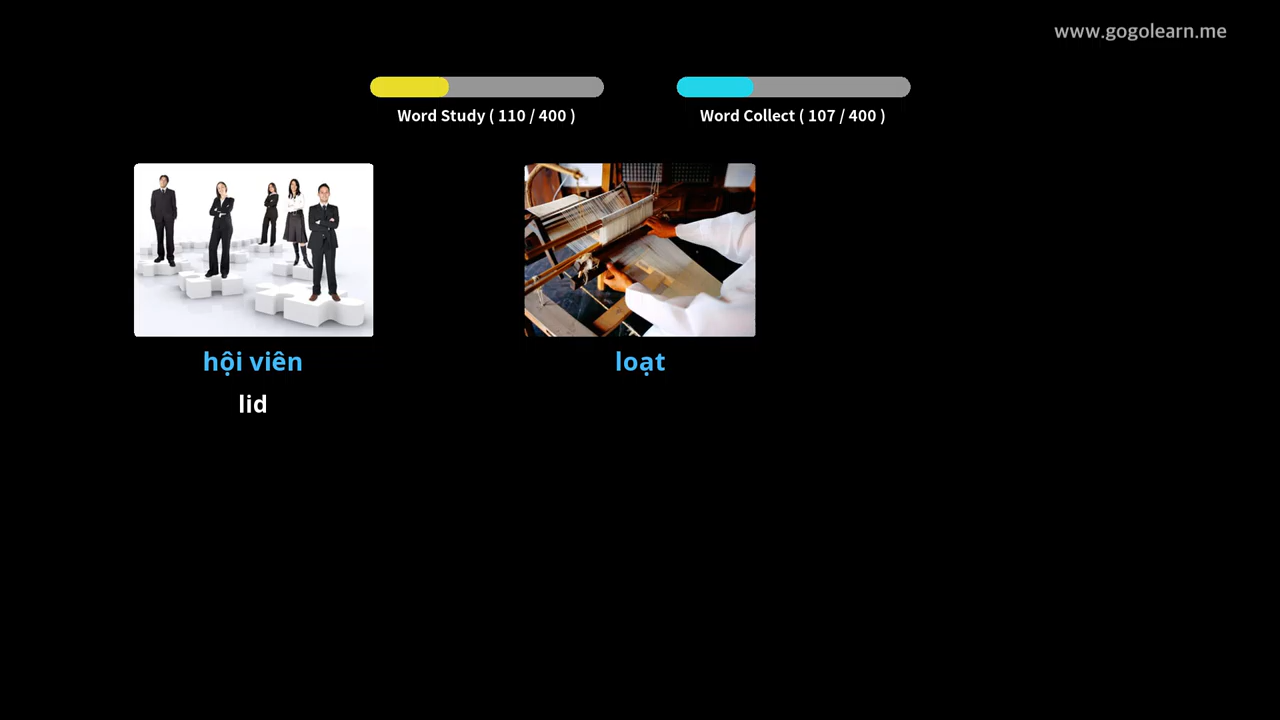 www.gogolearn.me
Word Study ( 110 / 400 )
Word Collect ( 107 / 400 )
hội viên
lid
loạt